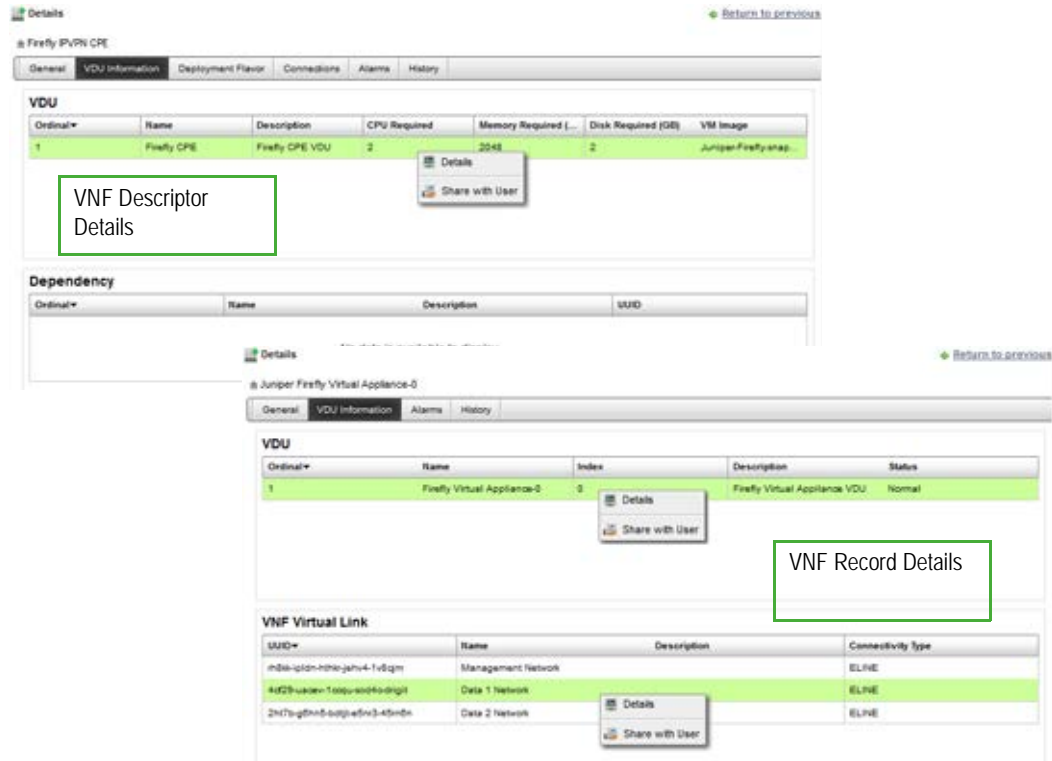 Details
Return to previous
Firefly IPVPN CPE
General VDU Information Deployment Flavor Connections Alarms History
VDU
Ordinal Name Description CPU Required Memory Required (... Disk Required (GB) VM Image
1 Firefly CPE Firefly CPE VDU 2 2048 2 Juniper-Firefly-snap...
Details
Share with User
VNF Descriptor
Details
Dependency
Ordinal Name Description UUID
Details
Return to previous
Juniper Firefly Virtual Appliance-0
General VDU Information Alarms History
VDU
Ordinal Name Index Description Status
1 Firefly Virtual Appliance-0 0 Firefly Virtual Appliance VDU Normal
Details
Share with User
VNF Record Details
VNF Virtual Link
UUID Name Description Connectivity Type
Management Network ELINE
Data 1 Network ELINE
Data 2 Network ELINE
Details
Share with User